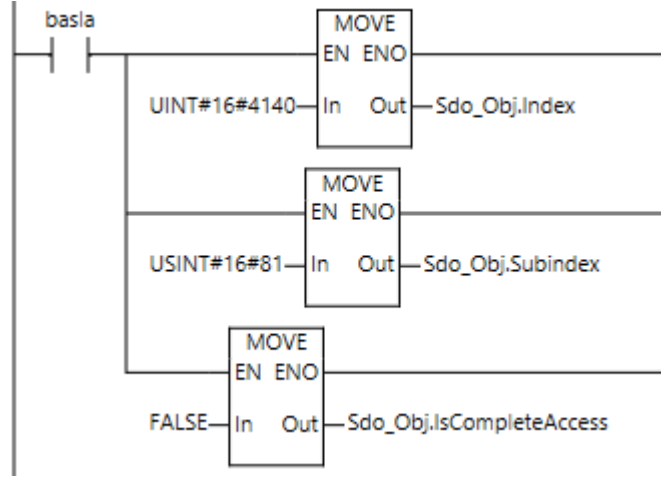 basla
MOVE
EN ENO
UINT#16#4140 In Out Sdo_Obj.Index
MOVE
EN ENO
USINT#16#81 In Out Sdo_Obj.Subindex
MOVE
EN ENO
FALSE In Out Sdo_Obj.IsCompleteAccess